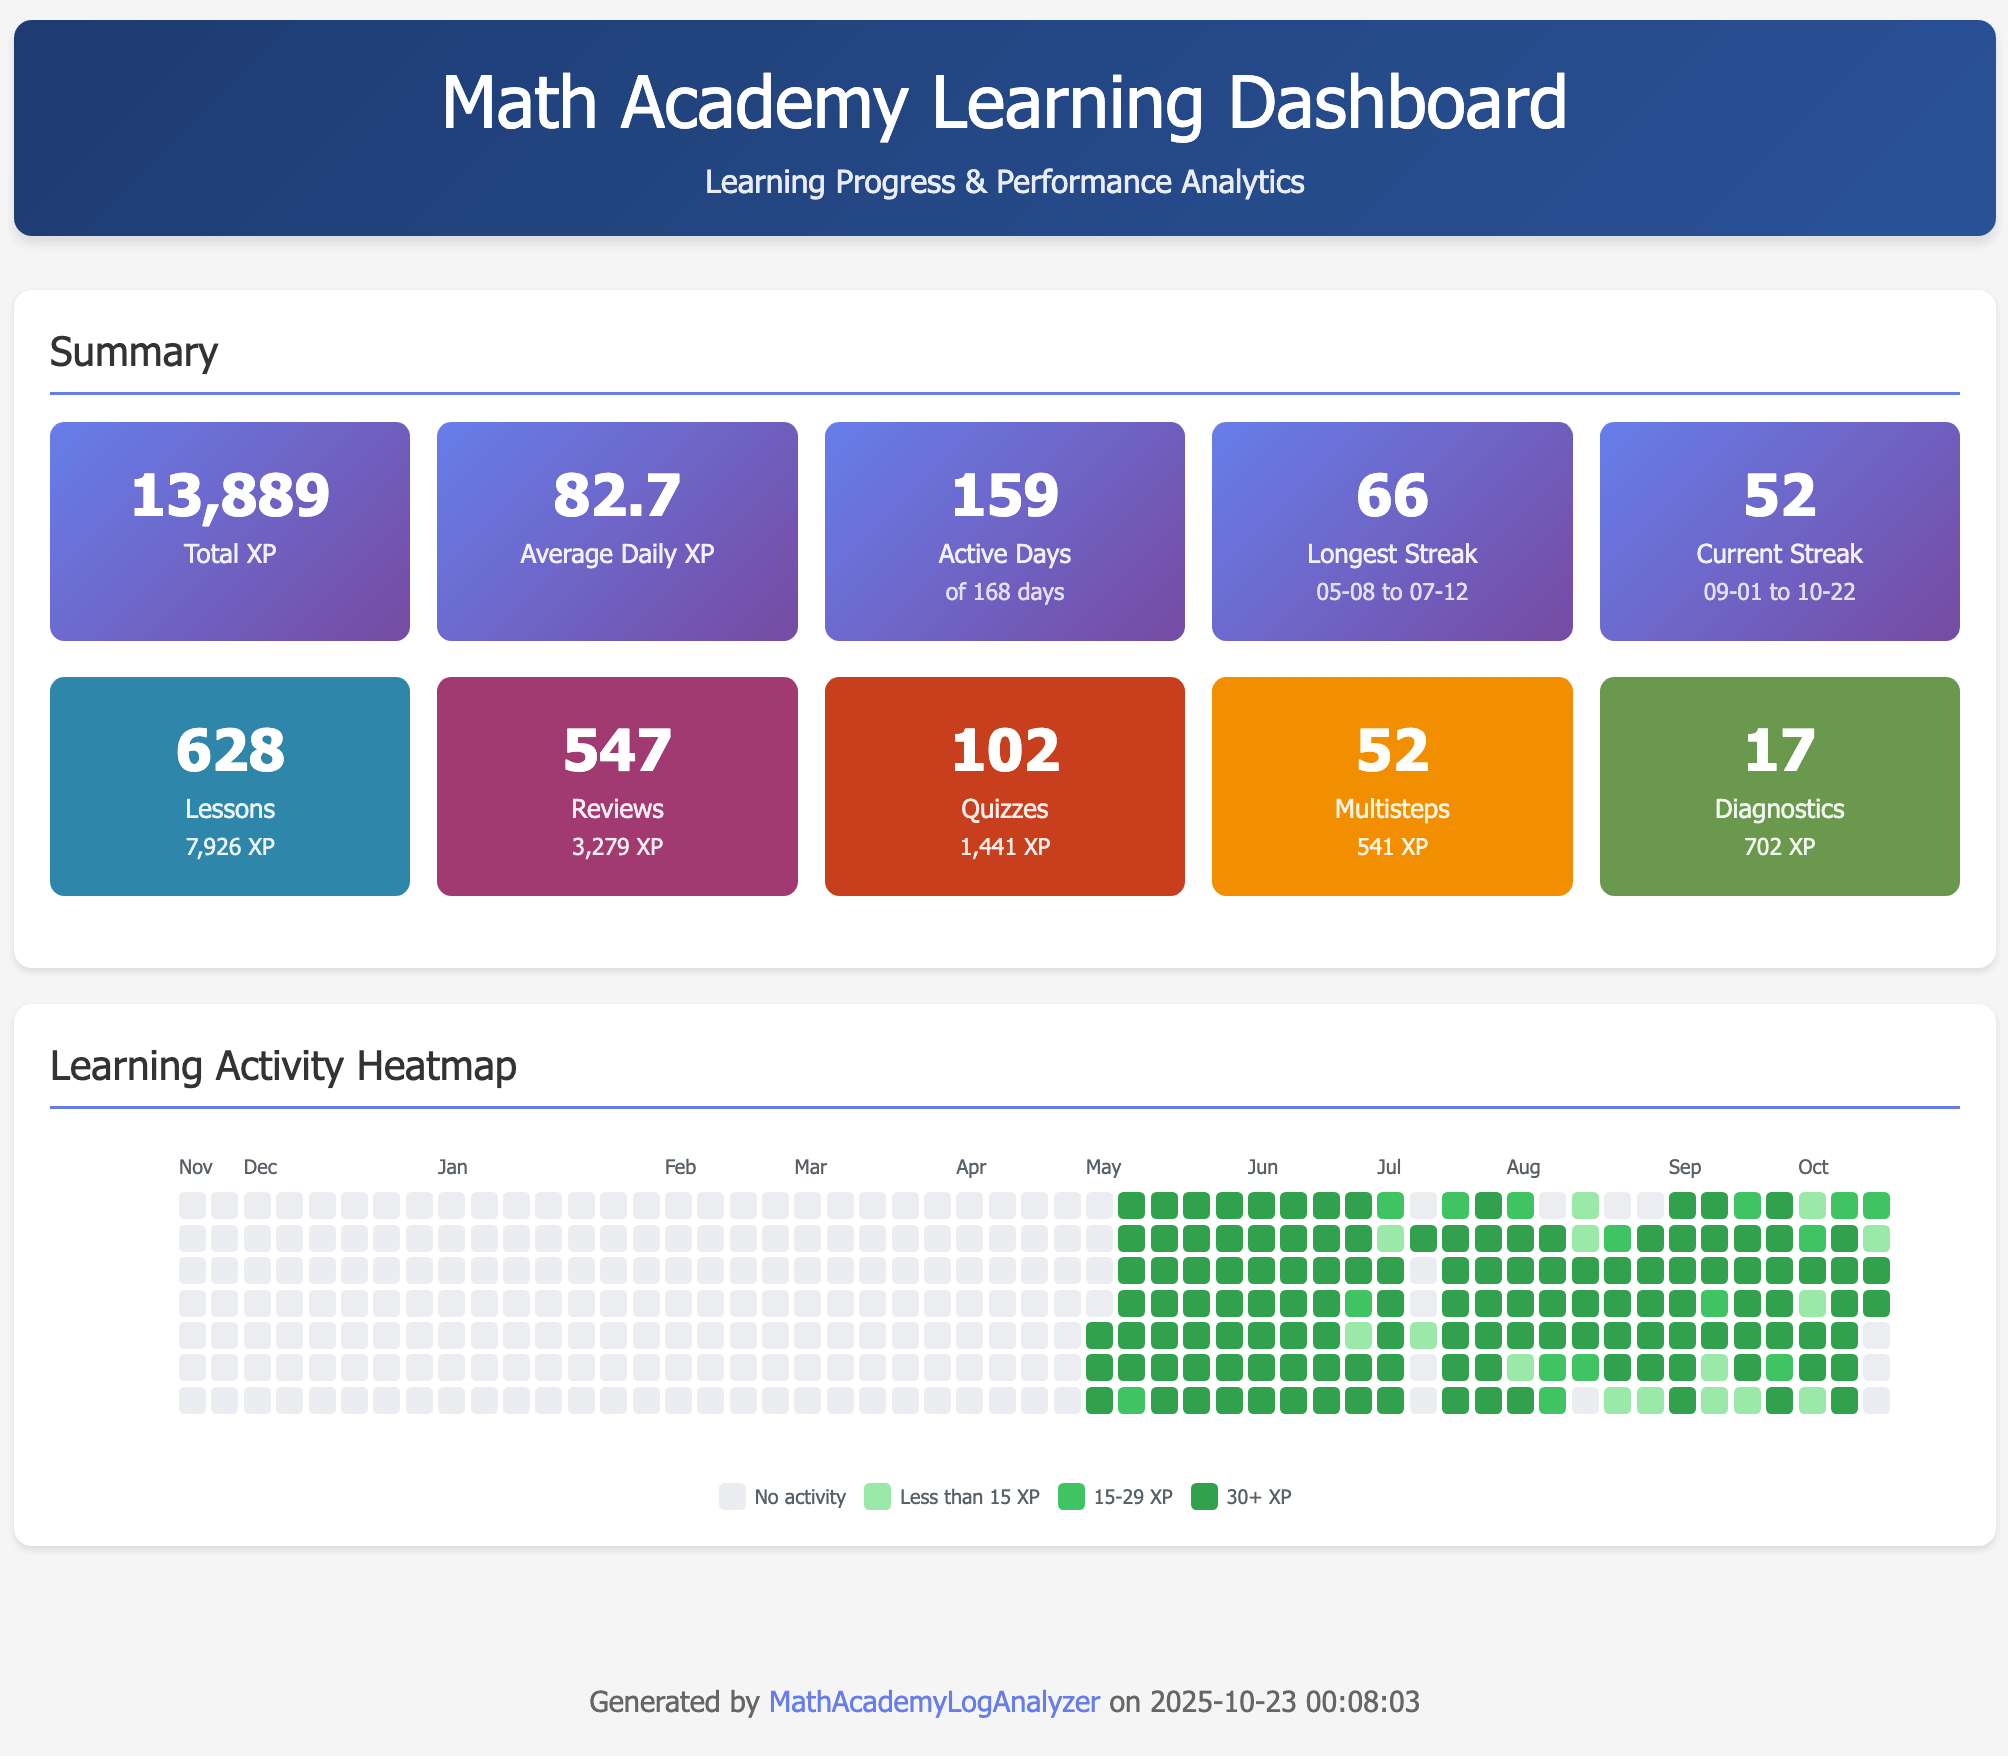 Math Academy Learning Dashboard
Learning Progress & Performance Analytics
Summary
13,889
Total XP
82.7
Average Daily XP
159
Active Days
of 168 days
66
Longest Streak
05-08 to 07-12
52
Current Streak
09-01 to 10-22
628
Lessons
7,926 XP
547
Reviews
3,279 XP
102
Quizzes
1,441 XP
52
Multisteps
541 XP
17
Diagnostics
702 XP
Learning Activity Heatmap
Nov Dec Jan Feb Mar Apr May Jun Jul Aug Sep Oct
No activity Less than 15 XP 15-29 XP 30+ XP
Generated by MathAcademyLogAnalyzer on 2025-10-23 00:08:03